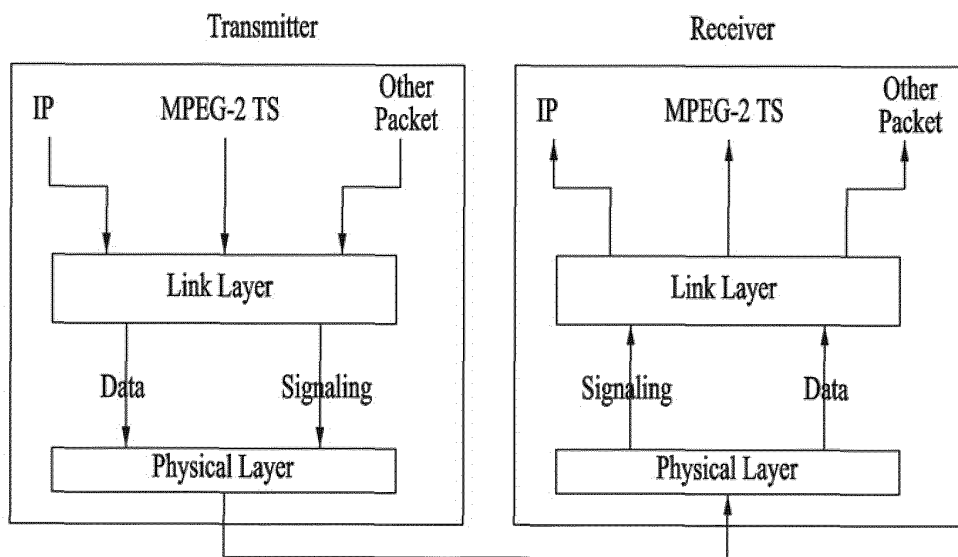 Transmitter
IP
MPEG-2 TS
Other
Packet
Link Layer
Data
Signaling
Physical Layer
Receiver
IP
MPEG-2 TS
Other
Packet
Link Layer
Signaling
Data
Physical Layer